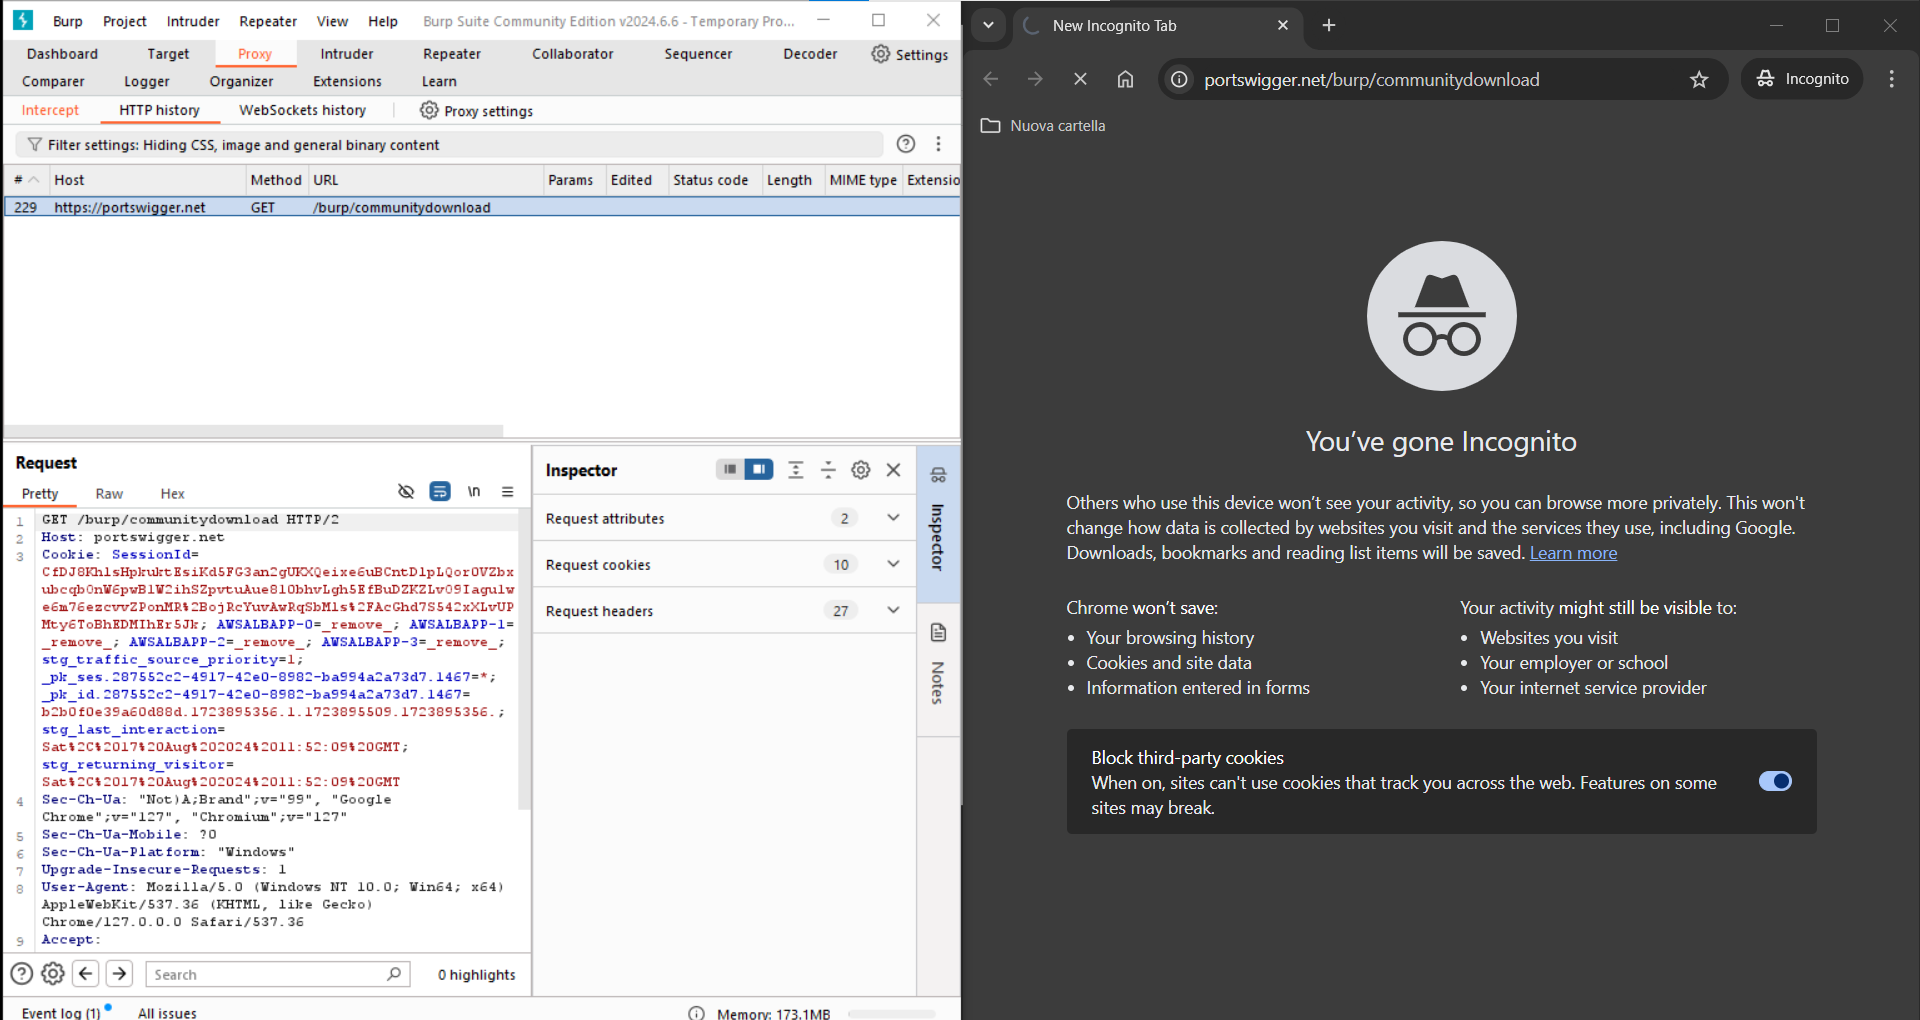 Burp Project Intruder Repeater View Help Burp Suite Community Edition v2024.6.6 - Temporary Pro...
Dashboard Target Proxy Intruder Repeater Collaborator Sequencer Decoder Settings
Comparer Logger Organizer Extensions Learn
Intercept HTTP history WebSockets history Proxy settings
Filter settings: Hiding CSS, image and general binary content
# Host Method URL Params Edited Status code Length MIME type Extensio
229 https://portswigger.net GET /burp/communitydownload
Request
Pretty Raw Hex \n
1 GET /burp/communitydownload HTTP/2
2 Host: portswigger.net
3 Cookie: SessionId=
_remove_; AWSALBAPP-2=_remove_; AWSALBAPP-3=_remove_;
stg_traffic_source_priority=1;
_pk_ses.287552c2-4917-42e0-8982-ba994a2a73d7.1467=*;
_pk_id.287552c2-4917-42e0-8982-ba994a2a73d7.1467=
b2b0f0e39a60d88d.1723895356.1.1723895509.1723895356.;
stg_last_interaction=
Sat%2C%2017%20Aug%202024%2011:52:09%20GMT;
stg_returning_visitor=
Sat%2C%2017%20Aug%202024%2011:52:09%20GMT
4 Sec-Ch-Ua: "Not)A;Brand";v="99", "Google
Chrome";v="127", "Chromium";v="127"
5 Sec-Ch-Ua-Mobile: ?0
6 Sec-Ch-Ua-Platform: "Windows"
7 Upgrade-Insecure-Requests: 1
8 User-Agent: Mozilla/5.0 (Windows NT 10.0; Win64; x64)
AppleWebKit/537.36 (KHTML, like Gecko)
Chrome/127.0.0.0 Safari/537.36
9 Accept:
Search 0 highlights
Inspector
Request attributes 2
Request cookies 10
Request headers 27
Inspector
Notes
Event log (1) All issues Memory: 173.1MB
New Incognito Tab
portswigger.net/burp/communitydownload Incognito
Nuova cartella
You’ve gone Incognito
Others who use this device won’t see your activity, so you can browse more privately. This won't
change how data is collected by websites you visit and the services they use, including Google.
Downloads, bookmarks and reading list items will be saved. Learn more
Chrome won’t save:
• Your browsing history
• Cookies and site data
• Information entered in forms
Your activity might still be visible to:
• Websites you visit
• Your employer or school
• Your internet service provider
Block third-party cookies
When on, sites can't use cookies that track you across the web. Features on some
sites may break.